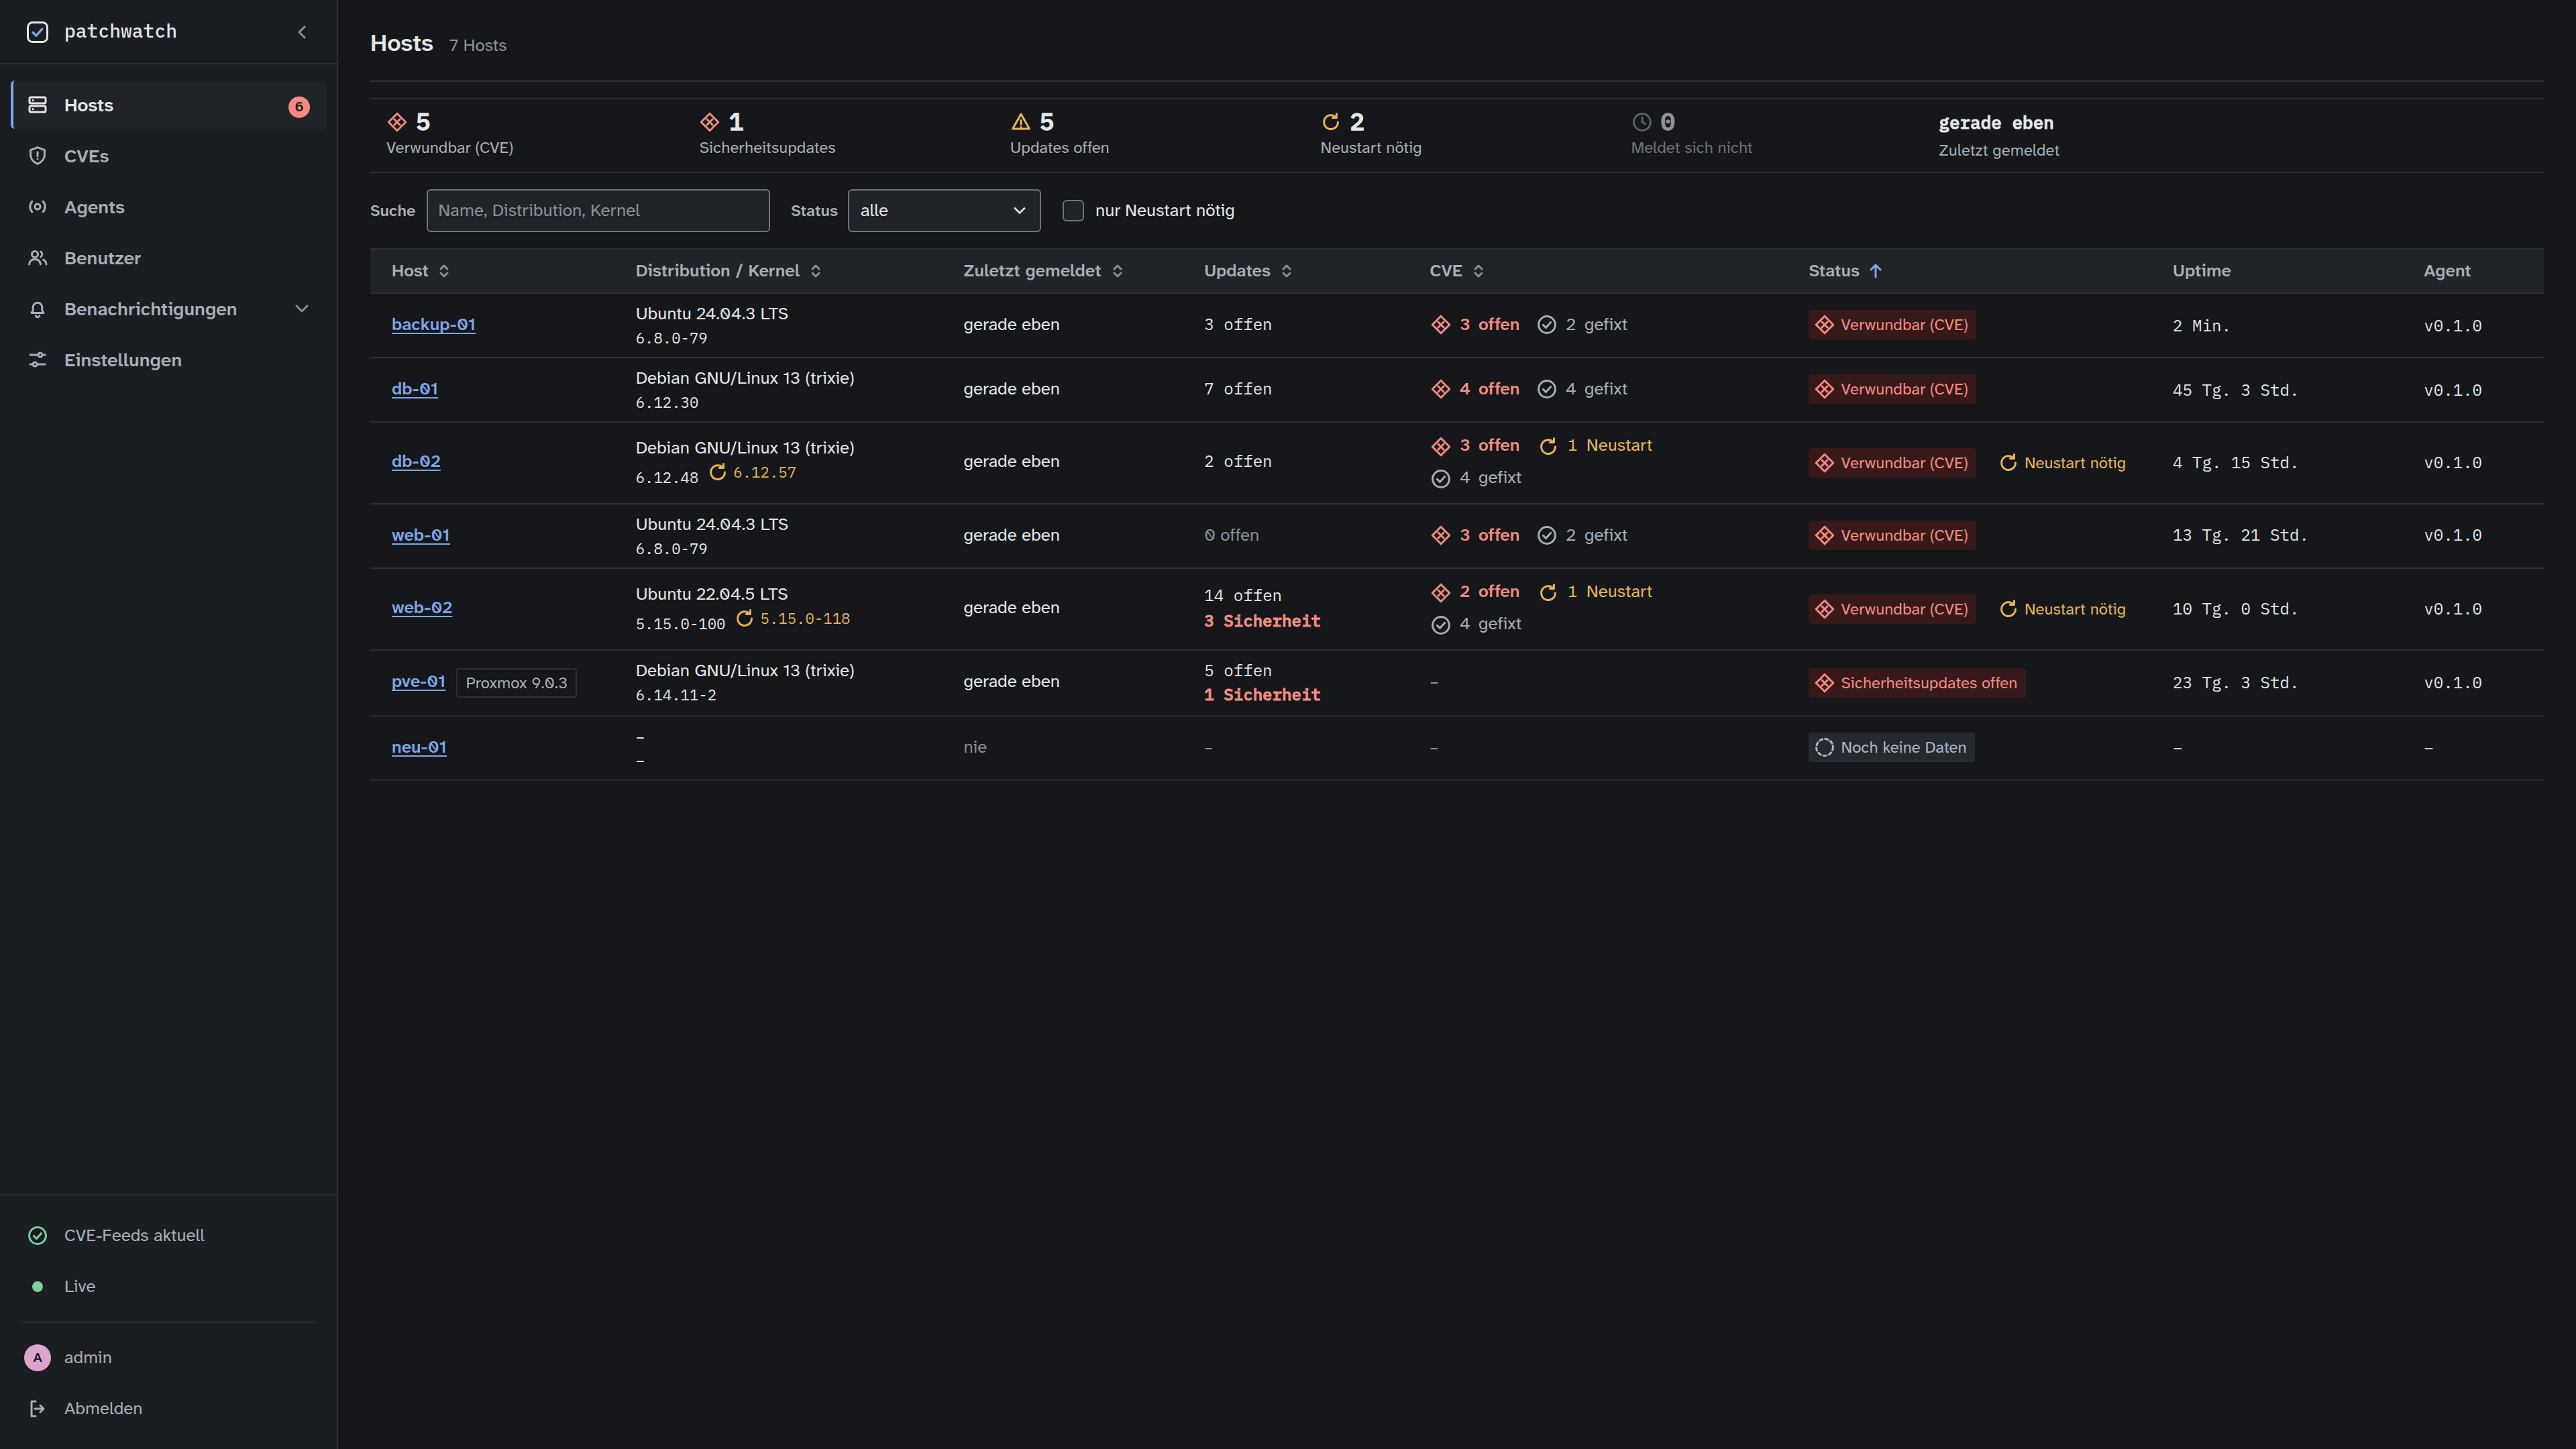 patchwatch
Hosts 6
CVEs
Agents
Benutzer
Benachrichtigungen
Einstellungen
CVE-Feeds aktuell
Live
A admin
Abmelden
Hosts 7 Hosts
5 1 5 2 0 gerade eben
Verwundbar (CVE) Sicherheitsupdates Updates offen Neustart nötig Meldet sich nicht Zuletzt gemeldet
Suche Name, Distribution, Kernel Status alle nur Neustart nötig
Host Distribution / Kernel Zuletzt gemeldet Updates CVE Status Uptime Agent
backup-01 Ubuntu 24.04.3 LTS gerade eben 3 offen 3 offen 2 gefixt Verwundbar (CVE) 2 Min. v0.1.0
6.8.0-79
db-01 Debian GNU/Linux 13 (trixie) gerade eben 7 offen 4 offen 4 gefixt Verwundbar (CVE) 45 Tg. 3 Std. v0.1.0
6.12.30
db-02 Debian GNU/Linux 13 (trixie) gerade eben 2 offen 3 offen 1 Neustart Verwundbar (CVE) Neustart nötig 4 Tg. 15 Std. v0.1.0
6.12.48 6.12.57 4 gefixt
web-01 Ubuntu 24.04.3 LTS gerade eben 0 offen 3 offen 2 gefixt Verwundbar (CVE) 13 Tg. 21 Std. v0.1.0
6.8.0-79
web-02 Ubuntu 22.04.5 LTS gerade eben 14 offen 2 offen 1 Neustart Verwundbar (CVE) Neustart nötig 10 Tg. 0 Std. v0.1.0
5.15.0-100 5.15.0-118 3 Sicherheit 4 gefixt
pve-01 Proxmox 9.0.3 Debian GNU/Linux 13 (trixie) gerade eben 5 offen – Sicherheitsupdates offen 23 Tg. 3 Std. v0.1.0
6.14.11-2 1 Sicherheit
neu-01 – nie – – Noch keine Daten – –
–